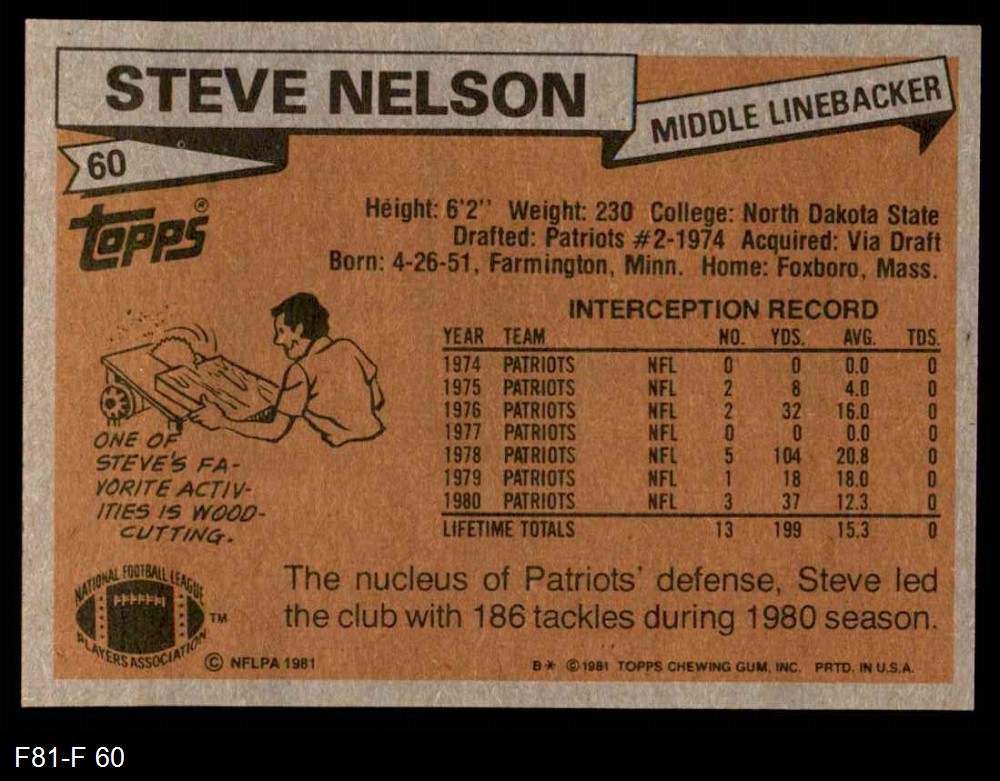 STEVE NELSON
MIDDLE LINEBACKER
60
Topps®
Height: 6'2" Weight: 230 College: North Dakota State
Drafted: Patriots #2-1974 Acquired: Via Draft
Born: 4-26-51, Farmington, Minn. Home: Foxboro, Mass.
INTERCEPTION RECORD
YEAR TEAM NO. YDS. AVG. TDS.
1974 PATRIOTS NFL 0 0 0.0 0
1975 PATRIOTS NFL 2 8 4.0 0
1976 PATRIOTS NFL 2 32 16.0 0
1977 PATRIOTS NFL 0 0 0.0 0
1978 PATRIOTS NFL 5 104 20.8 0
1979 PATRIOTS NFL 1 18 18.0 0
1980 PATRIOTS NFL 3 37 12.3 0
LIFETIME TOTALS 13 199 15.3 0
ONE OF
STEVE'S FA-
VORITE ACTIV-
ITIES IS WOOD-
CUTTING.
The nucleus of Patriots' defense, Steve led
the club with 186 tackles during 1980 season.
NATIONAL FOOTBALL LEAGUE
PLAYERS ASSOCIATION
TM
© NFLPA 1981
B* © 1981 TOPPS CHEWING GUM, INC. PRTD. IN U.S.A.
F81-F 60